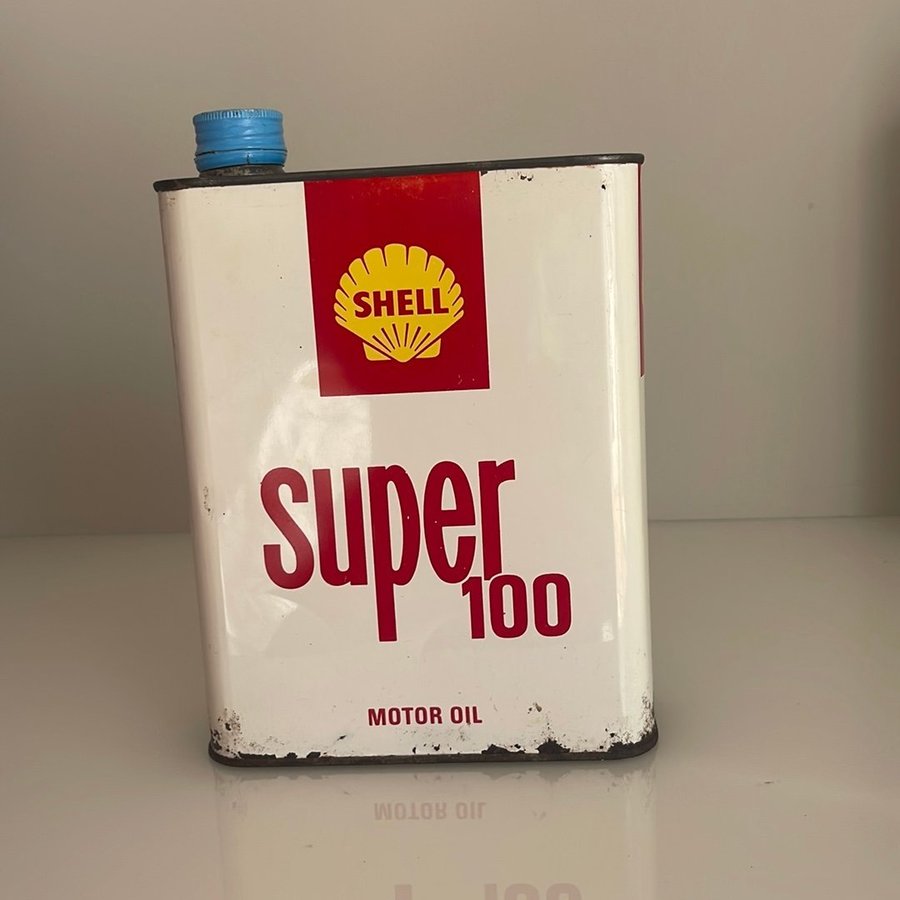 SHELL
super
100
MOTOR OIL